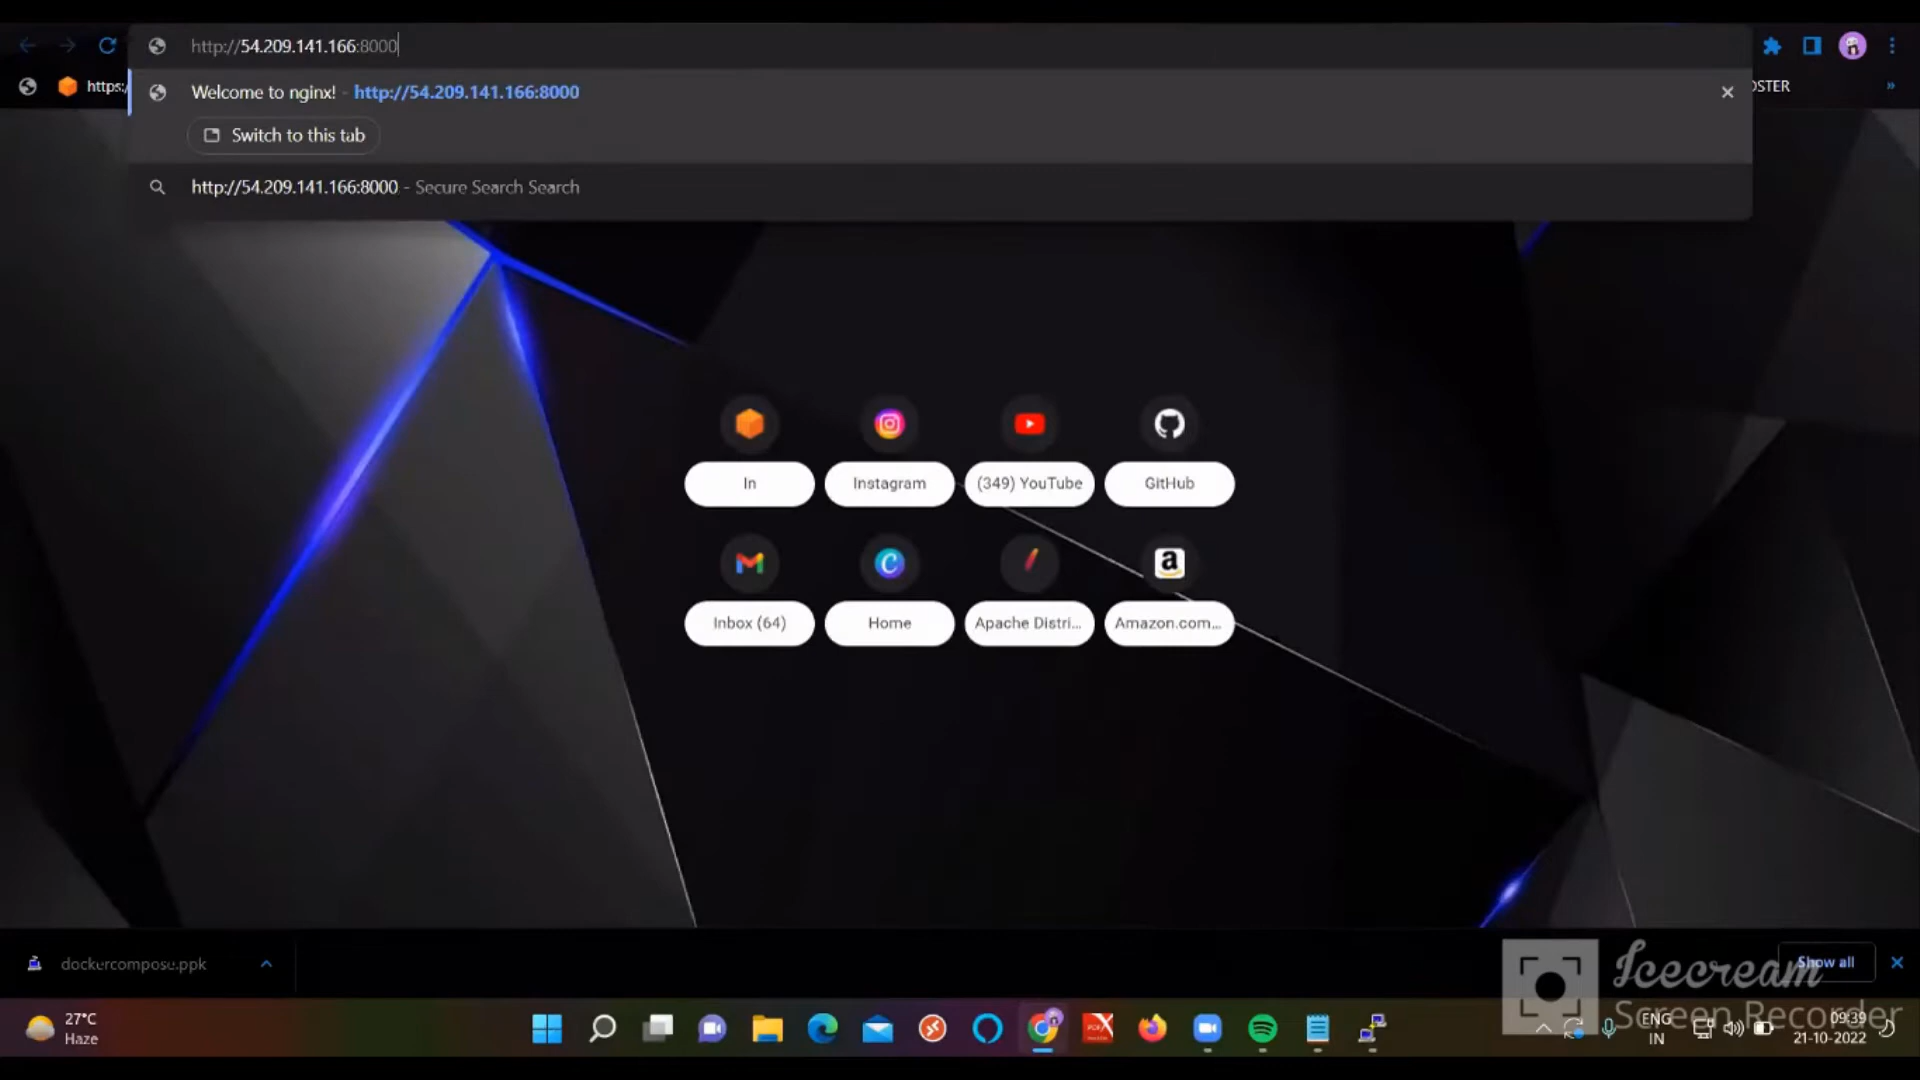 http://54.209.141.166:8000
https:/
OSTER
»
Welcome to nginx! - http://54.209.141.166:8000
Switch to this tab
http://54.209.141.166:8000 - Secure Search Search
In
Instagram
(349) YouTube
GitHub
Inbox (64)
Home
Apache Distri...
Amazon.com...
dockercompose.ppk
Show all
Icecream
Screen Recorder
27°C
Haze
ENG
IN
09:39
21-10-2022